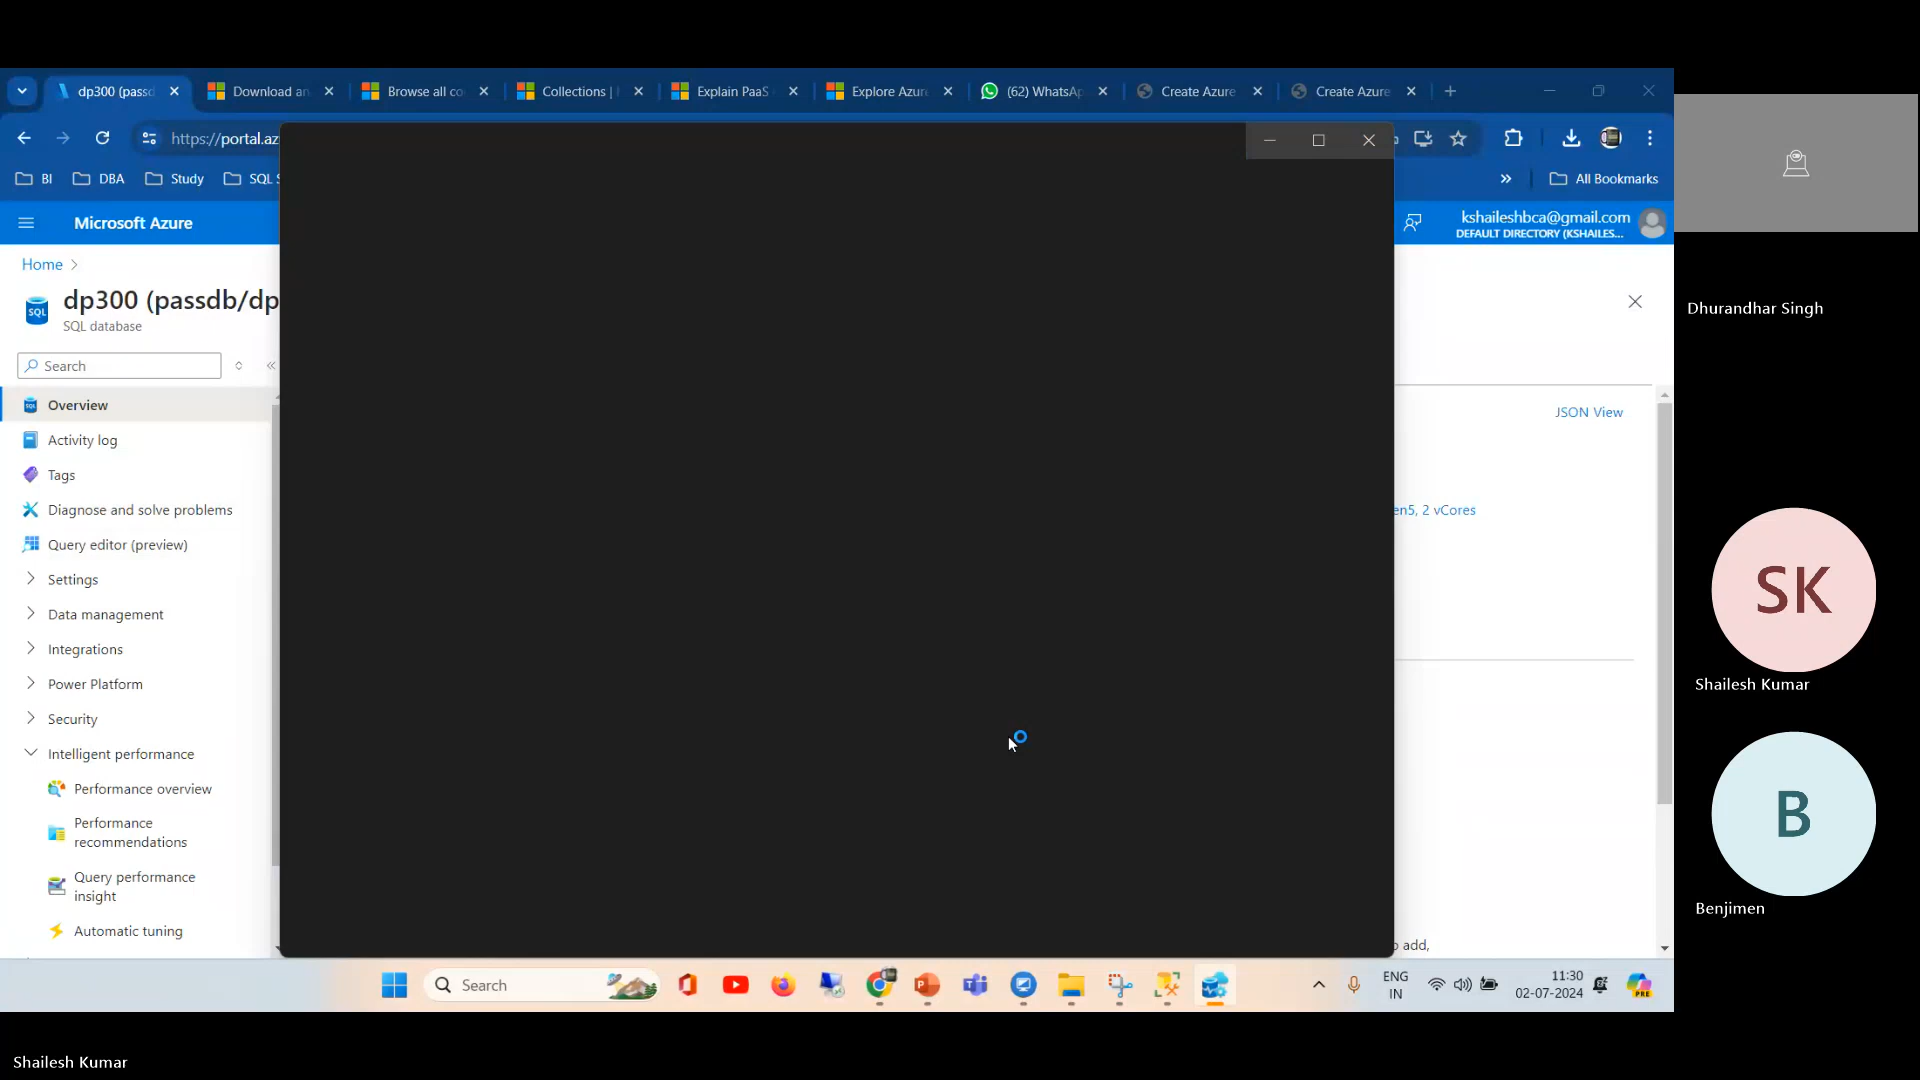 dp300 (passd
Download an
Browse all co
Collections |
Explain PaaS
Explore Azure
(62) WhatsAp
Create Azure
Create Azure
https://portal.az
BI
DBA
Study
SQL S
All Bookmarks
Microsoft Azure
kshaileshbca@gmail.com
DEFAULT DIRECTORY (KSHAILES...
Home
dp300 (passdb/dp
SQL database
Search
Overview
Activity log
Tags
Diagnose and solve problems
Query editor (preview)
Settings
Data management
Integrations
Power Platform
Security
Intelligent performance
Performance overview
Performance
recommendations
Query performance
insight
Automatic tuning
JSON View
en5, 2 vCores
o add,
Search
ENG
IN
11:30
02-07-2024
PRE
Dhurandhar Singh
SK
Shailesh Kumar
B
Benjimen
Shailesh Kumar